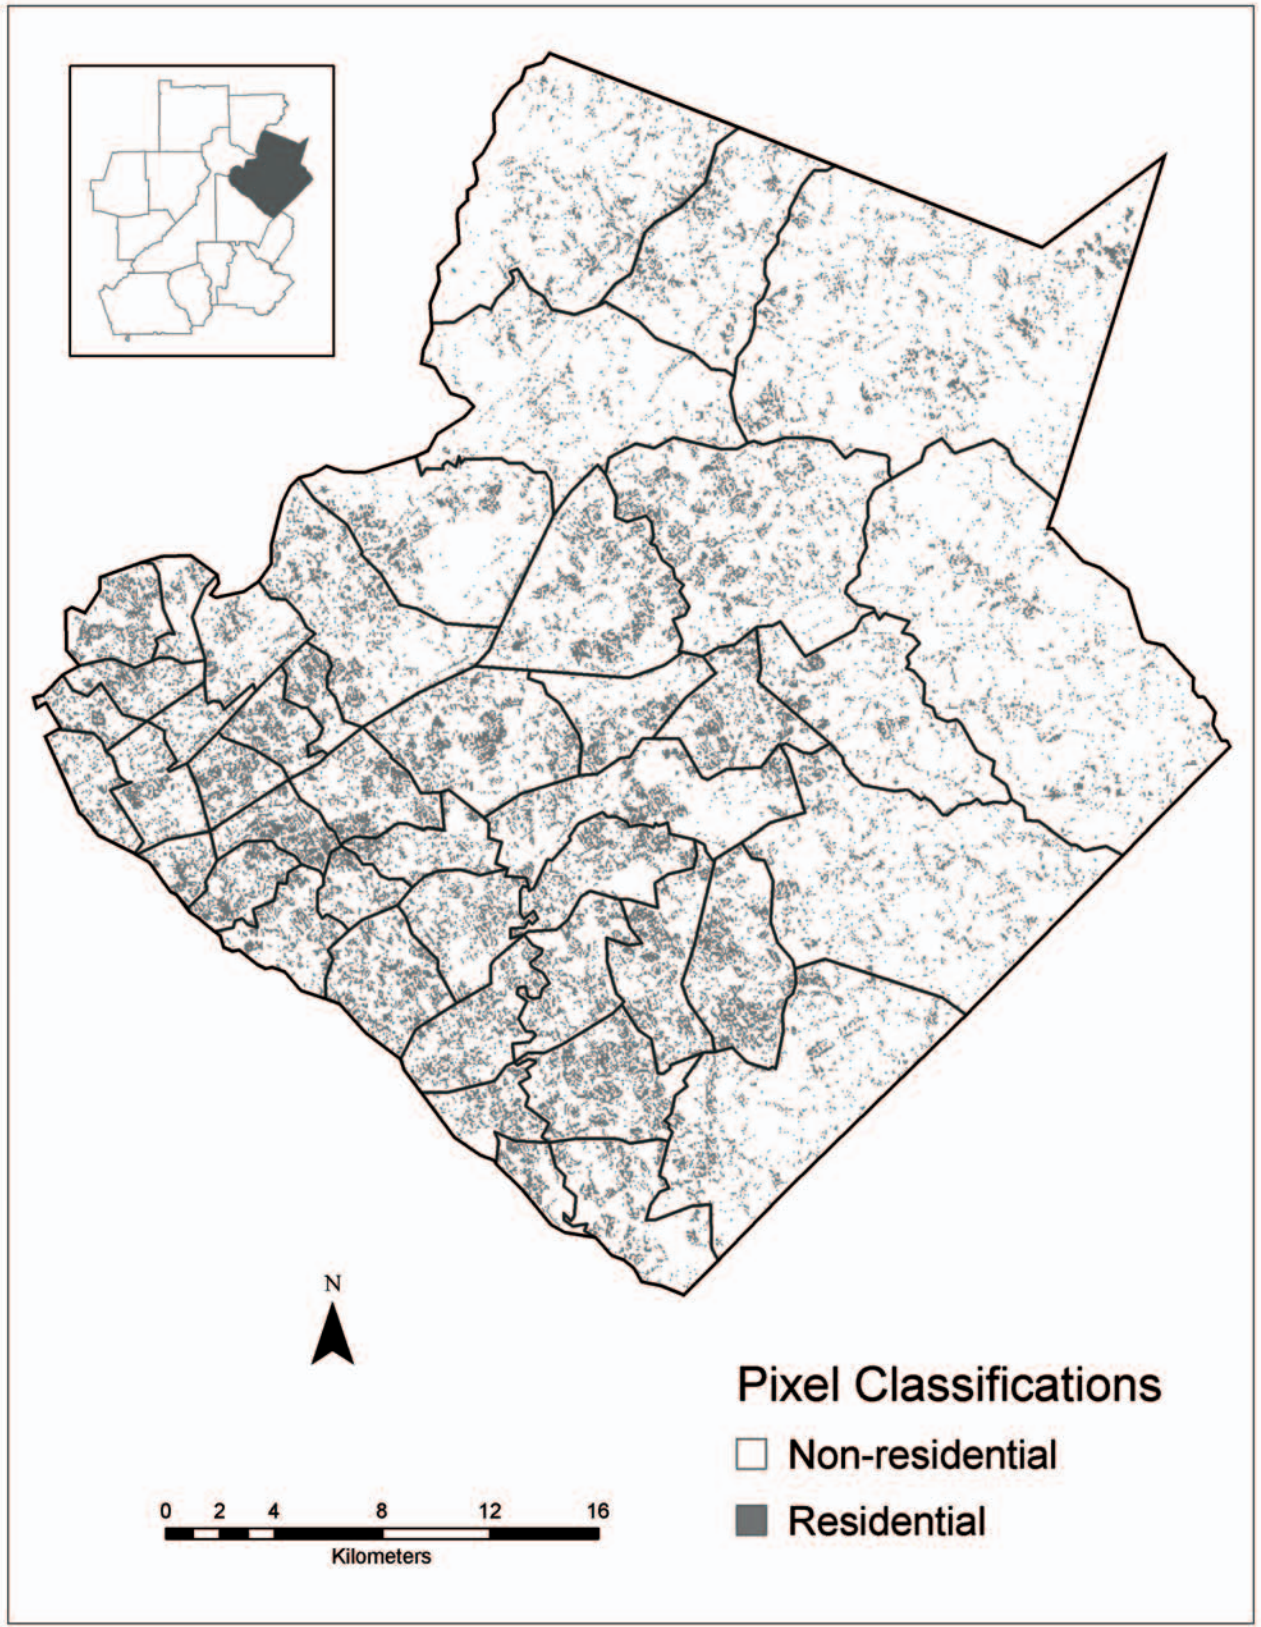 N
Pixel Classifications
Non-residential
Residential
0 2 4 8 12 16
Kilometers